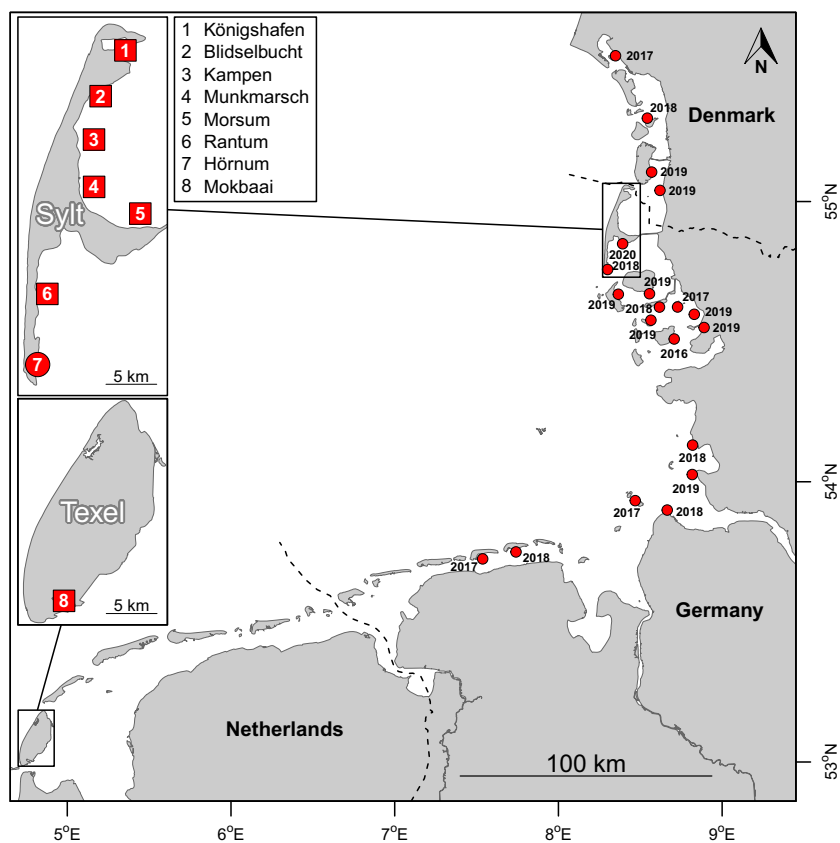 1 Königshafen
2 Blidselbucht
3 Kampen
4 Munkmarsch
5 Morsum
6 Rantum
7 Hörnum
8 Mokbaai
1
2
3
4
5
Sylt
6
7
5 km
Texel
8
5 km
N
2017
2018
Denmark
2019
2019
2020
2018
2019
2019
2018
2017
2019
2019
2019
2016
2018
2019
2017
2018
2017
2018
Germany
Netherlands
100 km
55°N
54°N
53°N
5°E
6°E
7°E
8°E
9°E